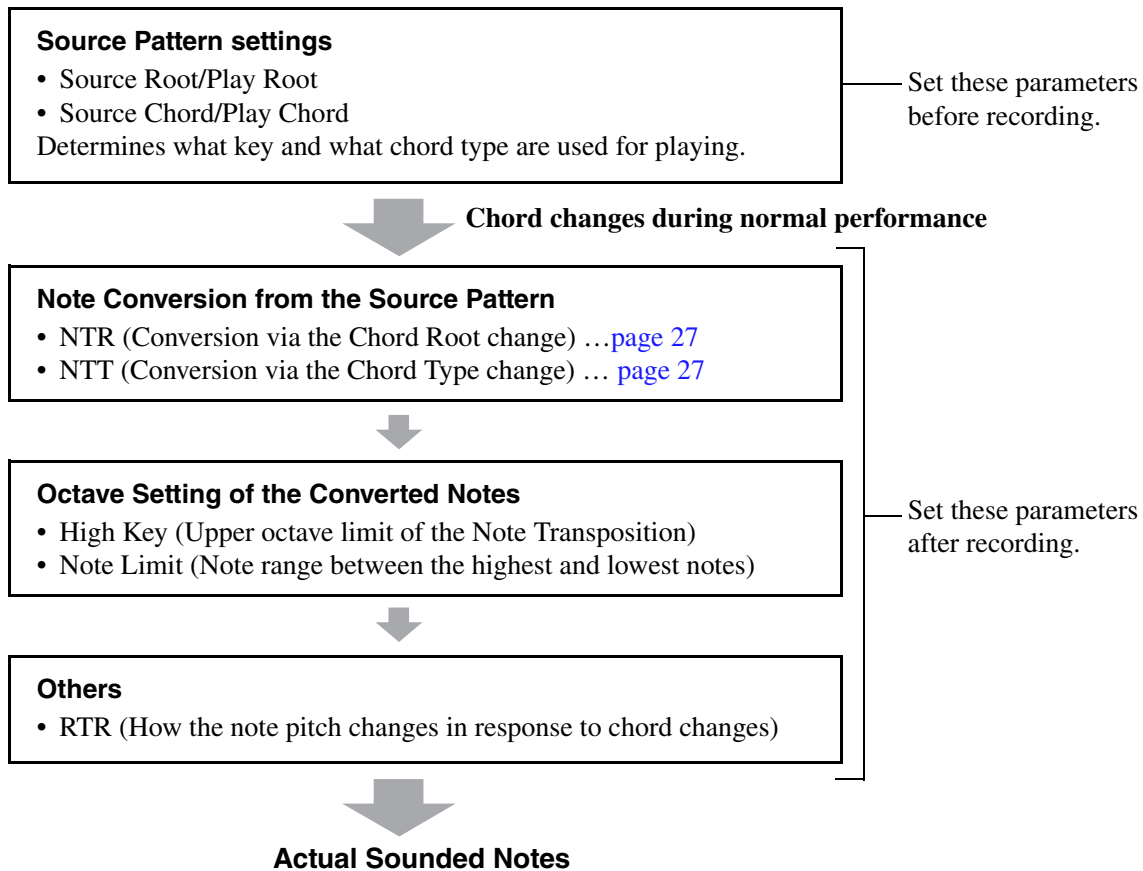 Source Pattern settings
• Source Root/Play Root
• Source Chord/Play Chord
Determines what key and what chord type are used for playing.
Set these parameters
before recording.
Chord changes during normal performance
Note Conversion from the Source Pattern
• NTR (Conversion via the Chord Root change) …page 27
• NTT (Conversion via the Chord Type change) … page 27
Octave Setting of the Converted Notes
• High Key (Upper octave limit of the Note Transposition)
• Note Limit (Note range between the highest and lowest notes)
Set these parameters
after recording.
Others
• RTR (How the note pitch changes in response to chord changes)
Actual Sounded Notes